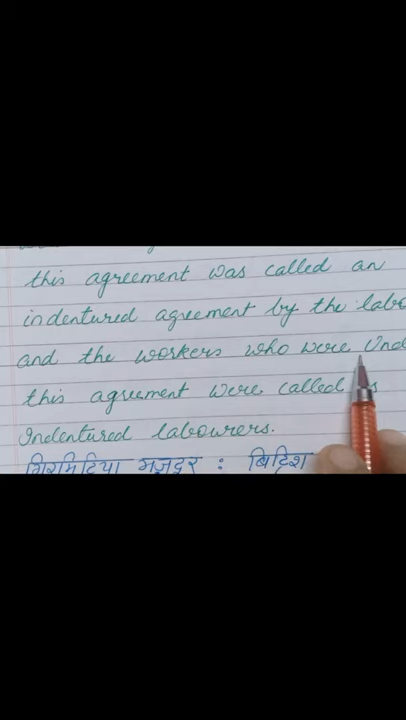 this agreement was called an
indentured agreement by the
and the workers who were
this agreement were called
Indentured labourers.
गिरमिटिया मजदूर : ब्रिटिश